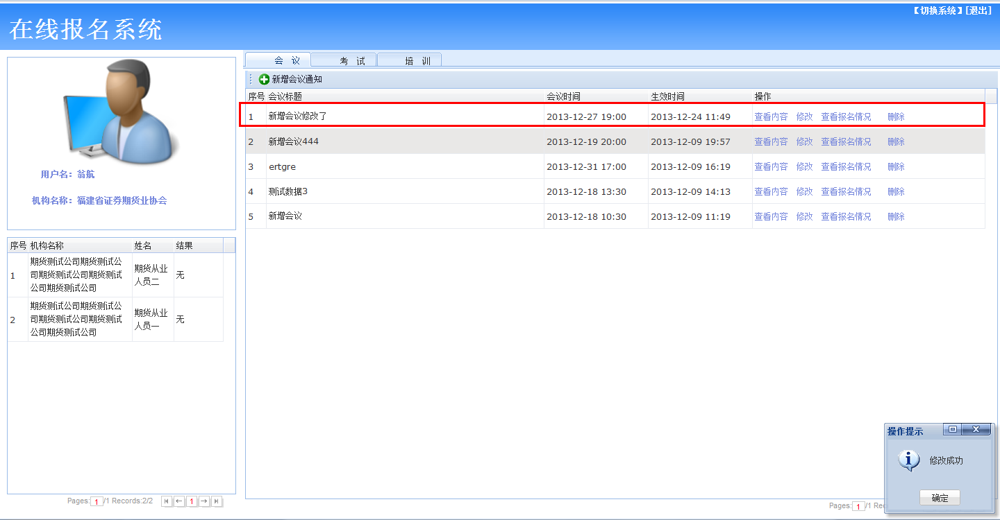 【切换系统】[退出]
在线报名系统
用户名：翁航
机构名称：福建省证券期货业协会
序号 机构名称 姓名 结果
1 期货测试公司期货测试公司期货测试公司期货测试公司期货测试公司 期货从业人员二 无
2 期货测试公司期货测试公司期货测试公司期货测试公司期货测试公司 期货从业人员一 无
Pages: 1 /1 Records:2/2 1
会 议 考 试 培 训
新增会议通知
序号 会议标题 会议时间 生效时间 操作
1 新增会议修改了 2013-12-27 19:00 2013-12-24 11:49 查看内容 修改 查看报名情况 删除
2 新增会议444 2013-12-19 20:00 2013-12-09 19:57 查看内容 修改 查看报名情况 删除
3 ertgre 2013-12-31 17:00 2013-12-09 16:19 查看内容 修改 查看报名情况 删除
4 测试数据3 2013-12-18 13:30 2013-12-09 14:13 查看内容 修改 查看报名情况 删除
5 新增会议 2013-12-18 10:30 2013-12-09 11:19 查看内容 修改 查看报名情况 删除
Pages: 1 /1 Rec
操作提示
修改成功
确定